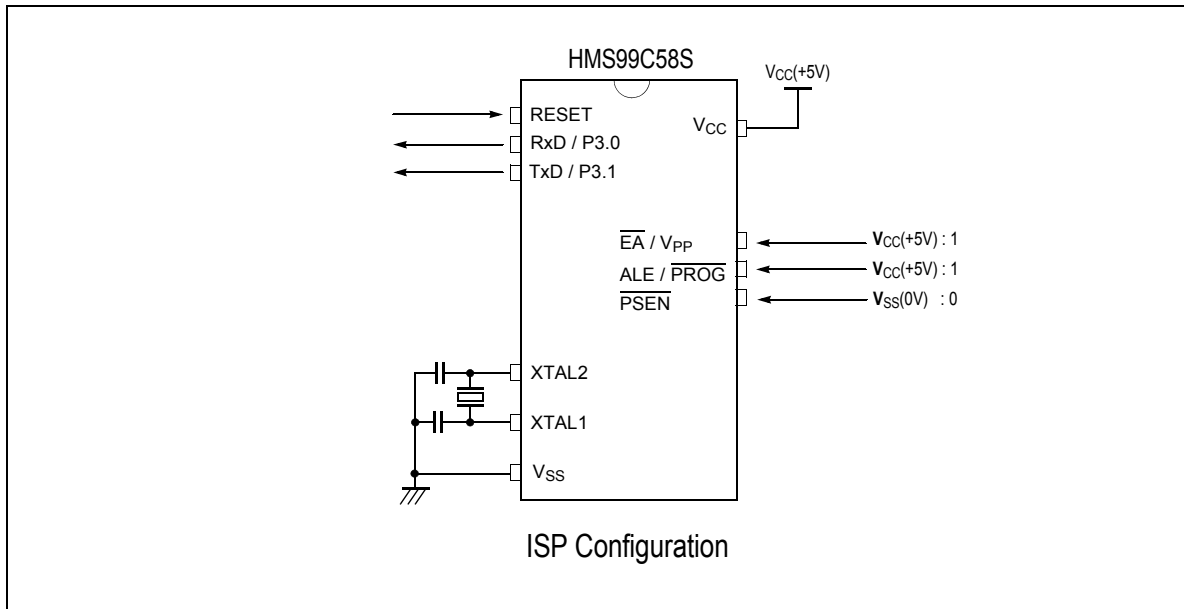 HMS99C58S
VCC(+5V)
RESET
RxD / P3.0
TxD / P3.1
VCC
EA / VPP
ALE / PROG
PSEN
VCC(+5V) : 1
VCC(+5V) : 1
VSS(0V) : 0
XTAL2
XTAL1
VSS
ISP Configuration